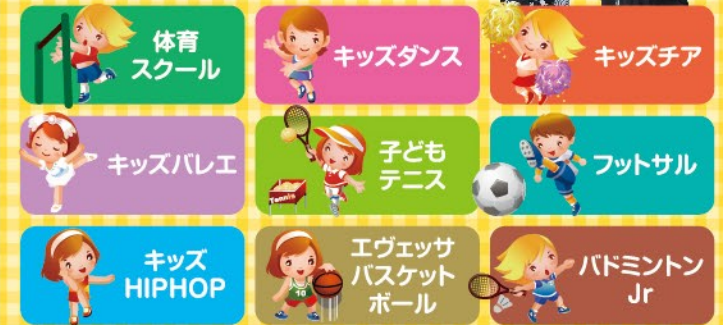 体育
スクール
キッズダンス
キッズチア
キッズバレエ
子ども
テニス
Tennis
フットサル
キッズ
HIPHOP
エヴェッサ
バスケット
ボール
10
バドミントン
Jr